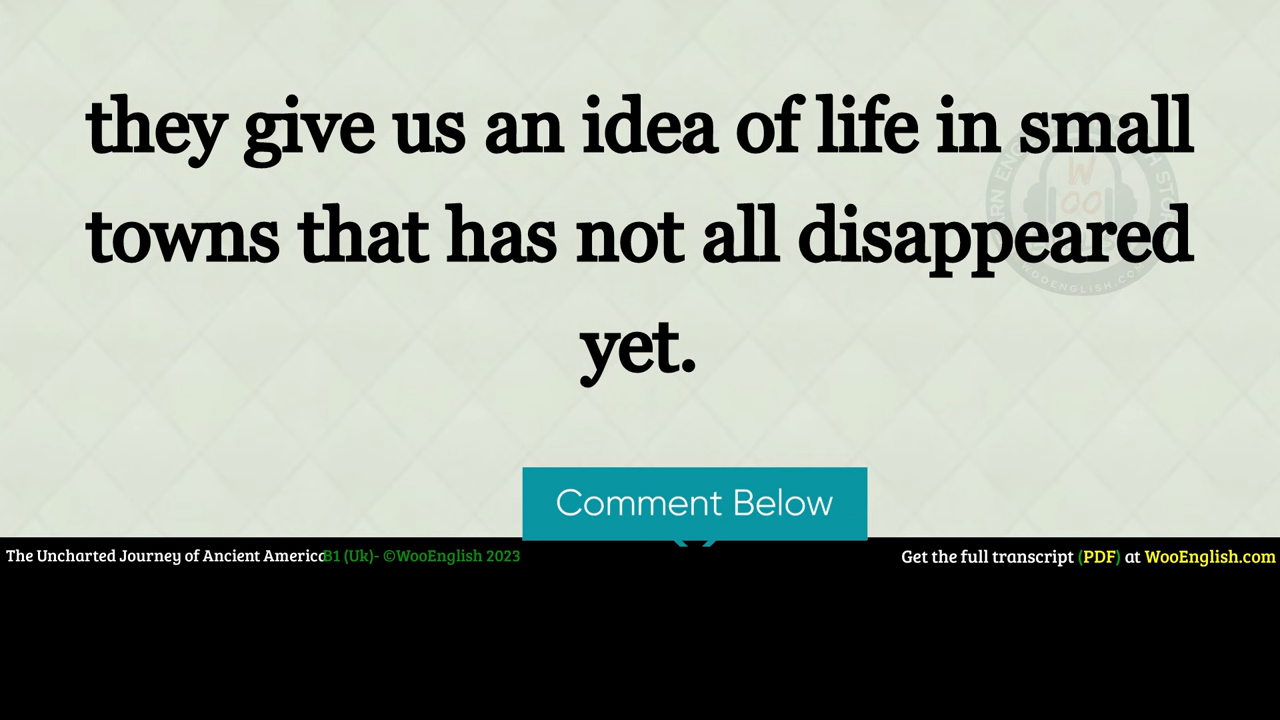 they give us an idea of life in small
towns that has not all disappeared
yet.
Comment Below
The Uncharted Journey of Ancient America B1 (Uk)- ©WooEnglish 2023
Get the full transcript (PDF) at WooEnglish.com